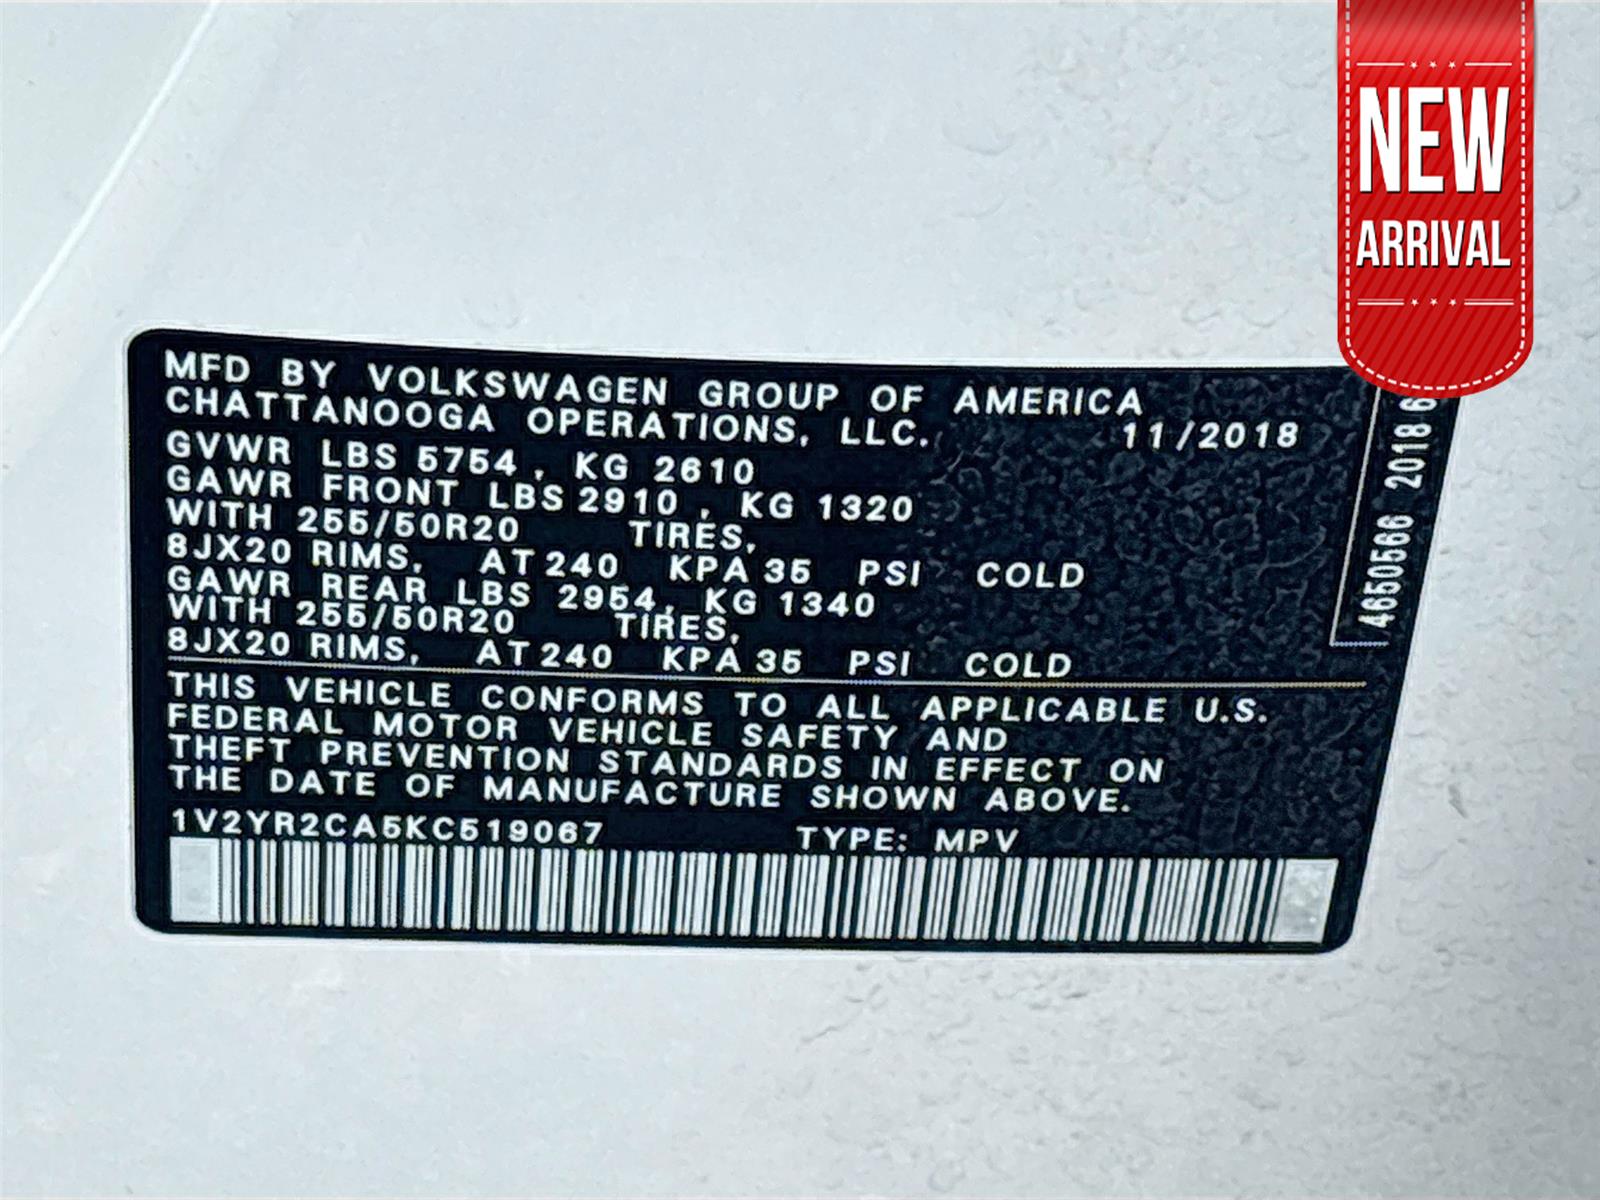 NEW
ARRIVAL
MFD BY VOLKSWAGEN GROUP OF AMERICA
CHATTANOOGA OPERATIONS, LLC. 11/2018
GVWR LBS 5754, KG 2610
GAWR FRONT LBS 2910, KG 1320
WITH 255/50R20 TIRES,
8JX20 RIMS, AT 240 KPA 35 PSI COLD
GAWR REAR LBS 2954, KG 1340
WITH 255/50R20 TIRES,
8JX20 RIMS, AT 240 KPA 35 PSI COLD
THIS VEHICLE CONFORMS TO ALL APPLICABLE U.S.
FEDERAL MOTOR VEHICLE SAFETY AND
THEFT PREVENTION STANDARDS IN EFFECT ON
THE DATE OF MANUFACTURE SHOWN ABOVE.
1V2YR2CA5KC519067 TYPE: MPV
46505566 2018